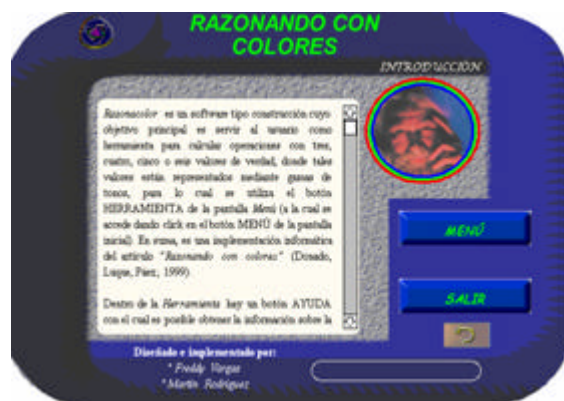 RAZONANDO CON
COLORES
INTRODUCCIÓN
Razonacolor es un software tipo construcción cuyo
objetivo principal es servir al usuario como
herramienta para calcular operaciones con tres,
cuatro, cinco o seis valores de verdad, donde tales
valores están representados mediante gamas de
tonos, para lo cual se utiliza el botón
HERRAMIENTA de la pantalla Menú (a la cual se
accede dando click en el botón MENÚ de la pantalla
inicial). En suma, es una implementación informática
del artículo "Razonando con colores" (Donado,
Luque, Páez, 1999).
Dentro de la Herramienta hay un botón AYUDA
con el cual es posible obtener la información sobre la
MENÚ
SALIR
Diseñado e implementado por:
* Freddy Vargas
* Martín Rodríguez